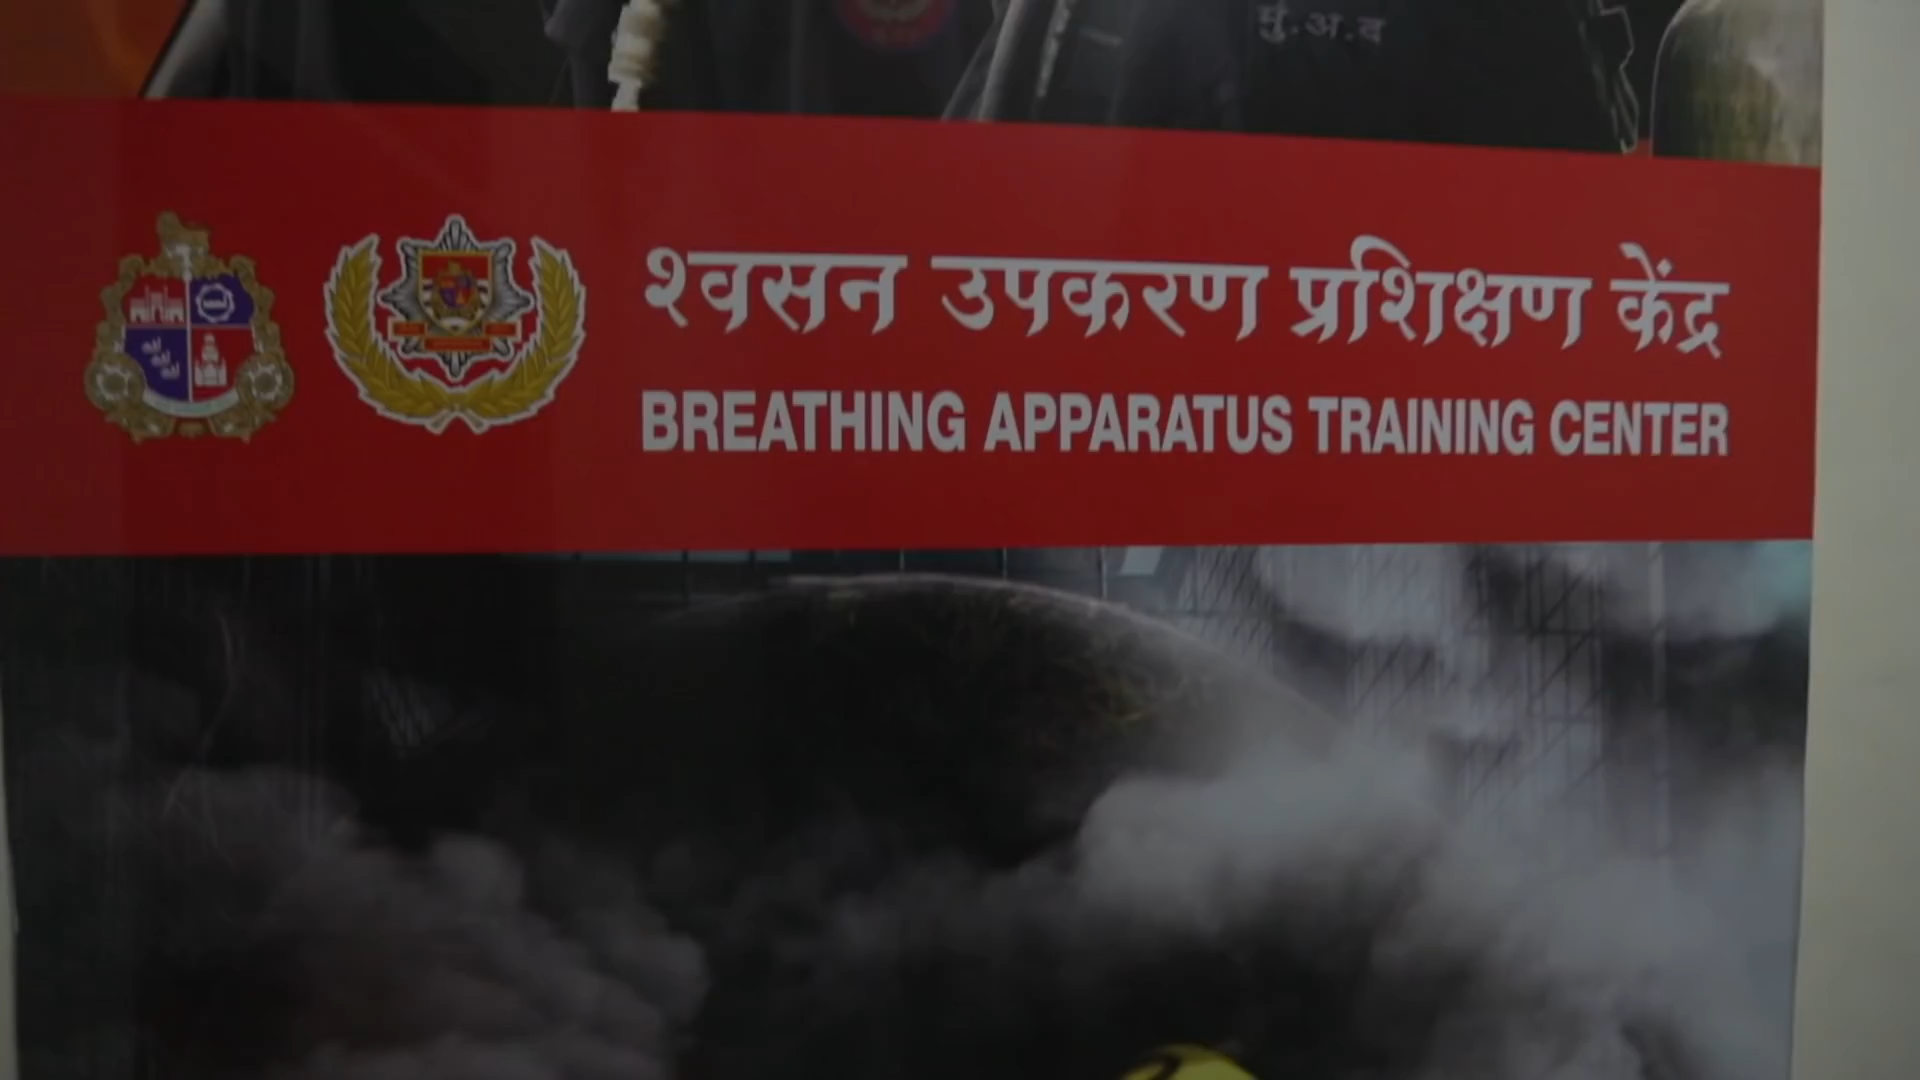 मुं.अ.द
श्वसन उपकरण प्रशिक्षण केंद्र
BREATHING APPARATUS TRAINING CENTER